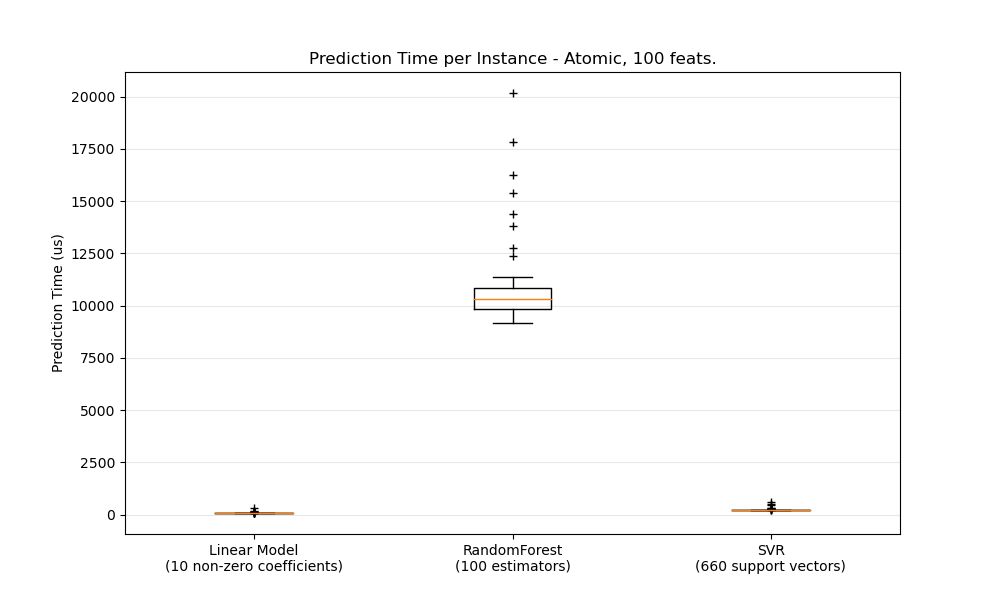 Prediction Time per Instance - Atomic, 100 feats.
Prediction Time (us)
20000
17500
15000
12500
10000
7500
5000
2500
0
Linear Model
(10 non-zero coefficients)
RandomForest
(100 estimators)
SVR
(660 support vectors)